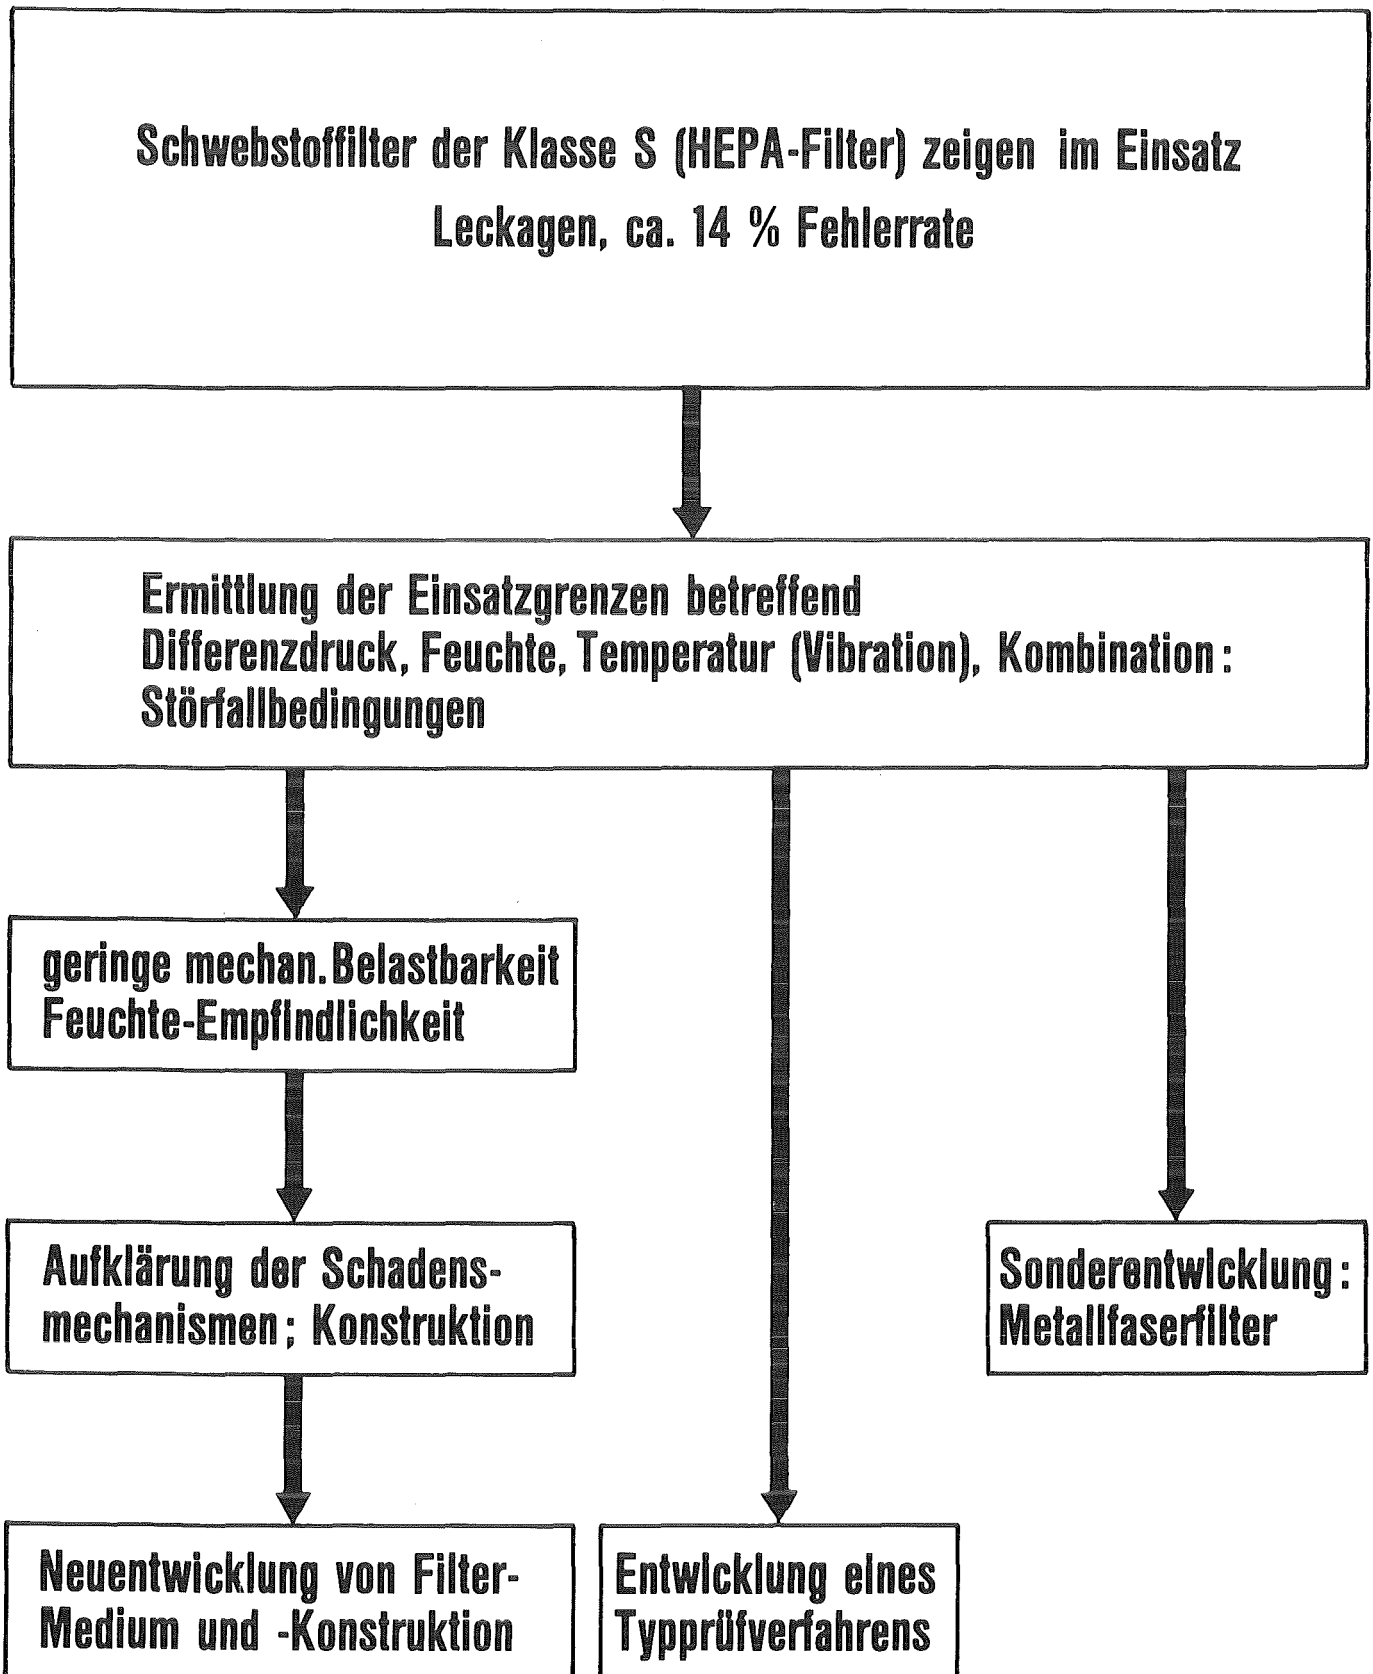 Schwebstoffilter der Klasse S (HEPA-Filter) zeigen im Einsatz
Leckagen, ca. 14 % Fehlerrate
Ermittlung der Einsatzgrenzen betreffend
Differenzdruck, Feuchte, Temperatur (Vibration), Kombination:
Störfallbedingungen
geringe mechan. Belastbarkeit
Feuchte-Empfindlichkeit
Aufklärung der Schadens-
mechanismen; Konstruktion
Sonderentwicklung:
Metallfaserfilter
Neuentwicklung von Filter-
Medium und -Konstruktion
Entwicklung eines
Typprüfverfahrens